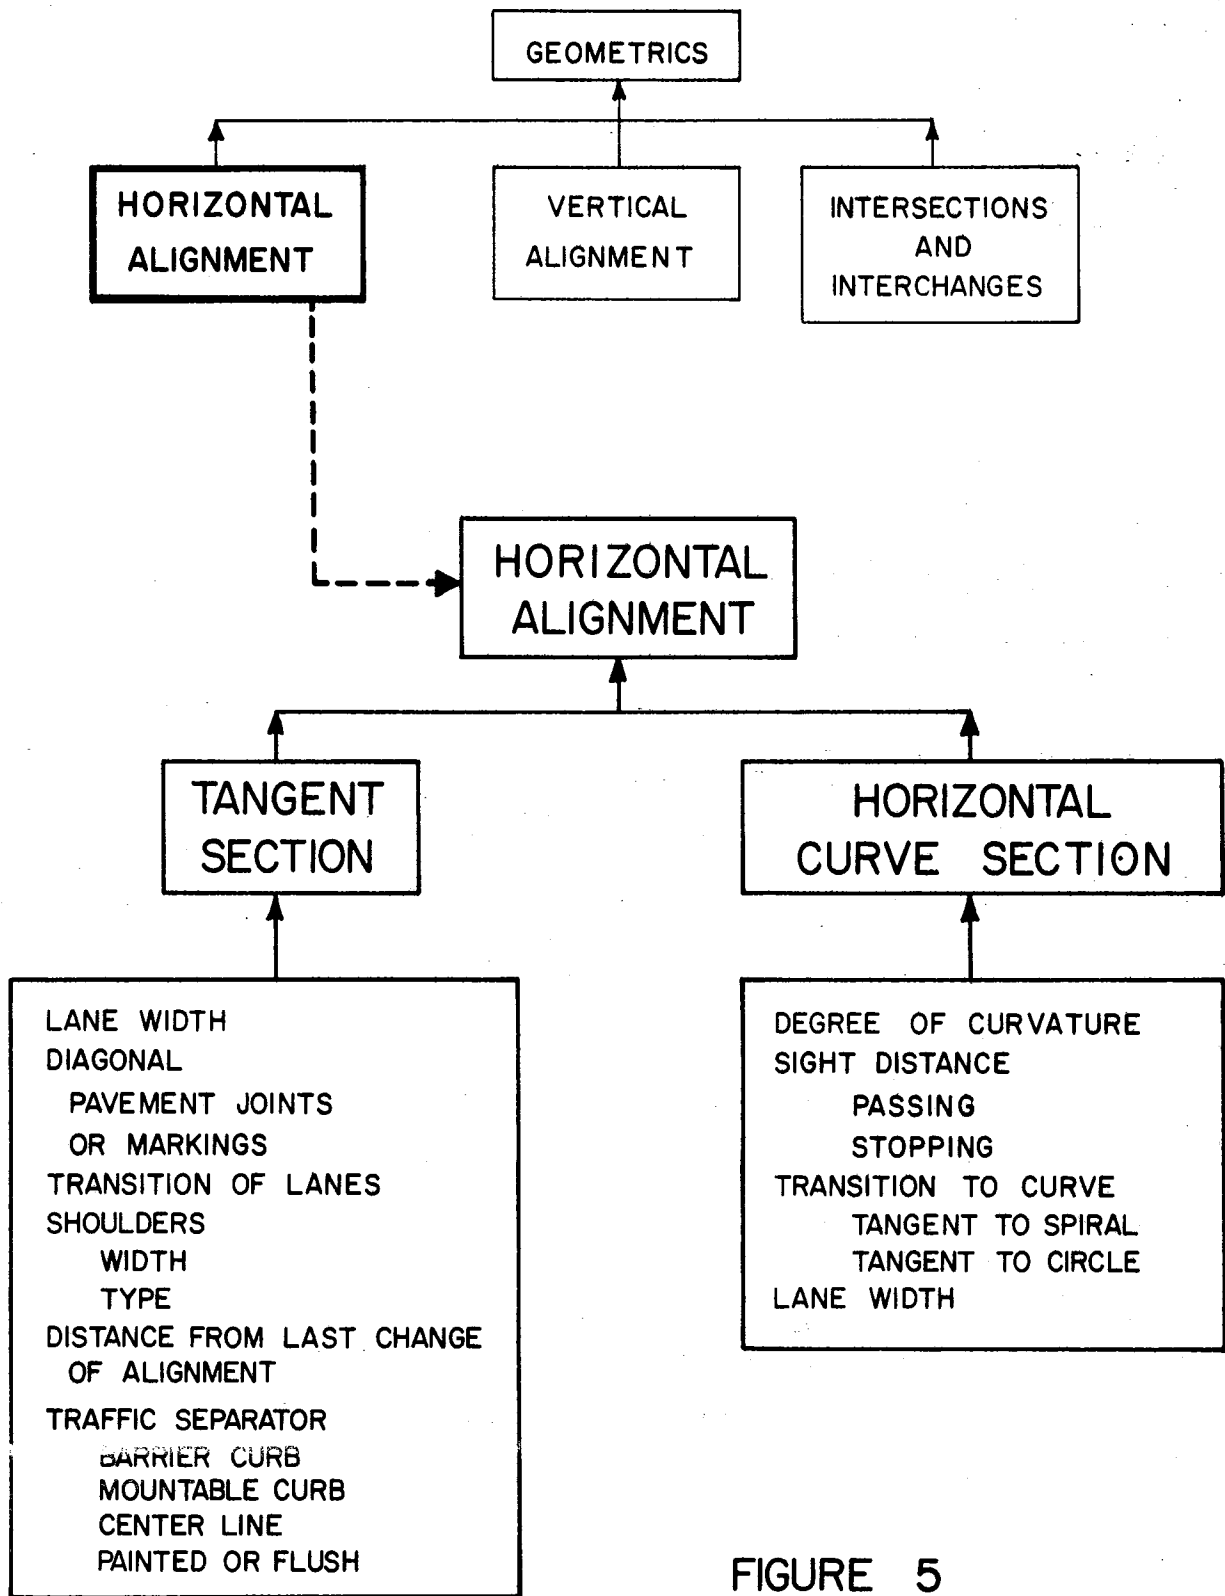 GEOMETRICS
HORIZONTAL
ALIGNMENT
VERTICAL
ALIGNMENT
INTERSECTIONS
AND
INTERCHANGES
HORIZONTAL
ALIGNMENT
TANGENT
SECTION
HORIZONTAL
CURVE SECTION
LANE WIDTH
DIAGONAL
PAVEMENT JOINTS
OR MARKINGS
TRANSITION OF LANES
SHOULDERS
WIDTH
TYPE
DISTANCE FROM LAST CHANGE
OF ALIGNMENT
TRAFFIC SEPARATOR
BARRIER CURB
MOUNTABLE CURB
CENTER LINE
PAINTED OR FLUSH
DEGREE OF CURVATURE
SIGHT DISTANCE
PASSING
STOPPING
TRANSITION TO CURVE
TANGENT TO SPIRAL
TANGENT TO CIRCLE
LANE WIDTH
FIGURE 5